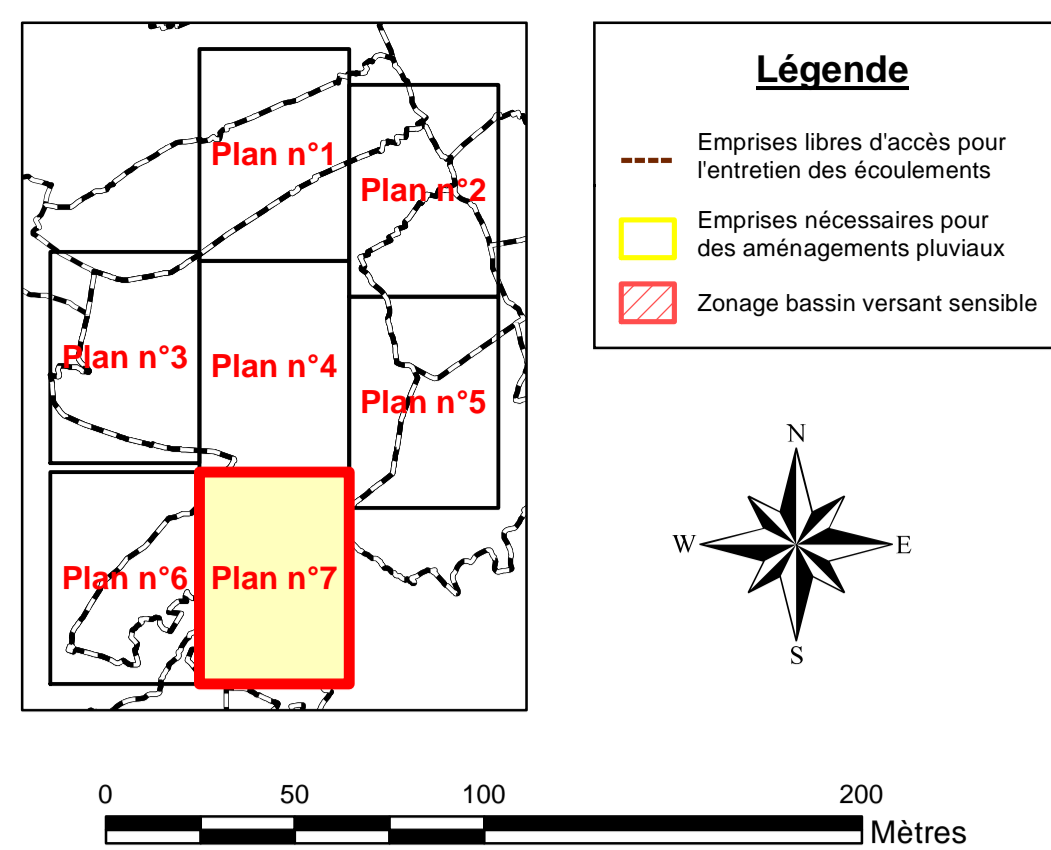 Plan n°1
Plan n°2
Plan n°3
Plan n°4
Plan n°5
Plan n°6
Plan n°7
Légende
Emprises libres d'accès pour
l'entretien des écoulements
Emprises nécessaires pour
des aménagements pluviaux
Zonage bassin versant sensible
N
W
E
S
0 50 100 200
Mètres